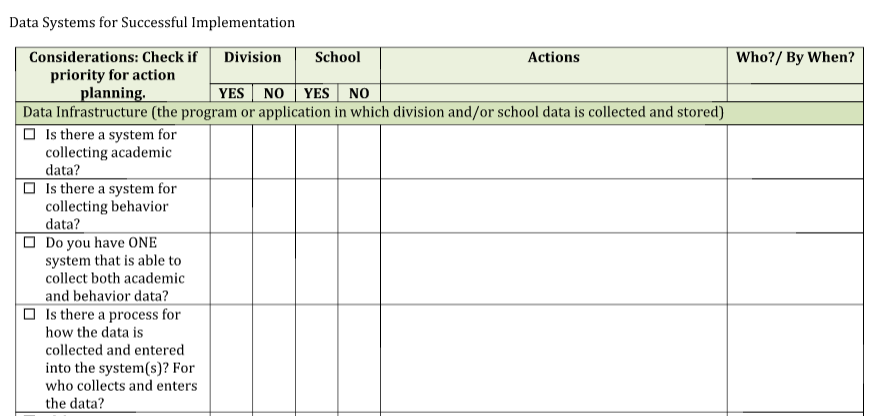 Data Systems for Successful Implementation
Considerations: Check if priority for action planning.
Division
School
Actions
Who?/ By When?
YES
NO
YES
NO
Data Infrastructure (the program or application in which division and/or school data is collected and stored)
☐ Is there a system for
collecting academic
data?
☐ Is there a system for
collecting behavior
data?
☐ Do you have ONE
system that is able to
collect both academic
and behavior data?
☐ Is there a process for
how the data is
collected and entered
into the system(s)? For
who collects and enters
the data?